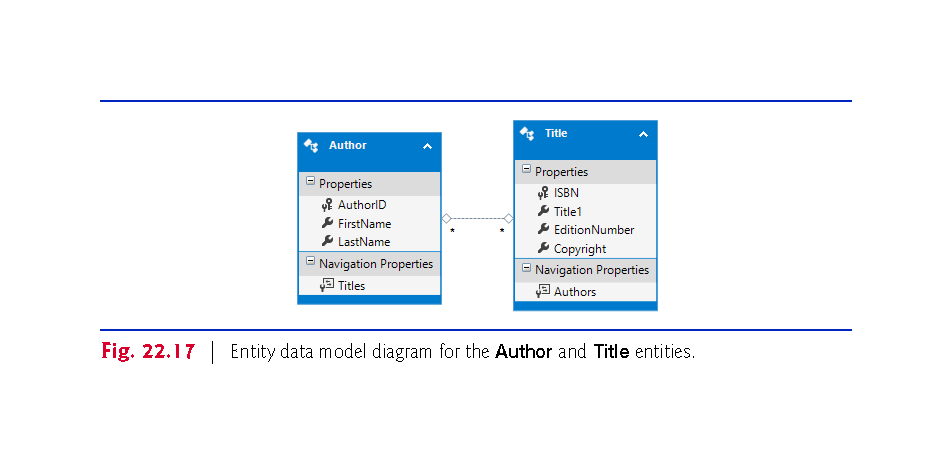 Author
Properties
AuthorID
FirstName
LastName
Navigation Properties
Titles
* *
Title
Properties
ISBN
Title1
EditionNumber
Copyright
Navigation Properties
Authors
Fig. 22.17 | Entity data model diagram for the Author and Title entities.